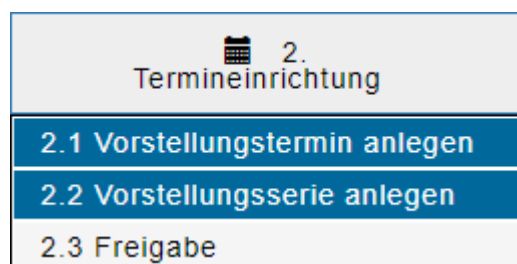 2.
Termineinrichtung
2.1 Vorstellungstermin anlegen
2.2 Vorstellungsserie anlegen
2.3 Freigabe